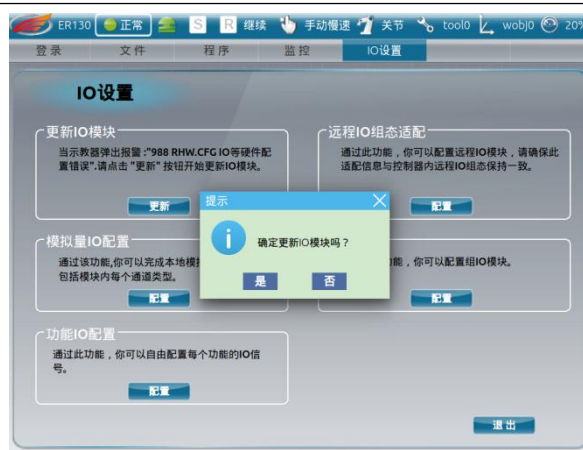 ER130 正常 S R 继续 手动慢速 关节 tool0 wobj0 20%
登录 文件 程序 监控 IO设置
IO设置
更新IO模块
当示教器弹出报警:"988 RHW.CFG IO等硬件配
置错误".请点击 "更新" 按钮开始更新IO模块。
更新
远程IO组态适配
通过此功能，你可以配置远程IO模块，请确保此
适配信息与控制器内远程IO组态保持一致。
配置
提示
确定更新IO模块吗？
是 否
模拟量IO配置
通过该功能,你可以完成本地模
包括模块内每个通道类型。
配置
能，你可以配置组IO模块。
配置
功能IO配置
通过此功能，你可以自由配置每个功能的IO信
号。
配置
退出